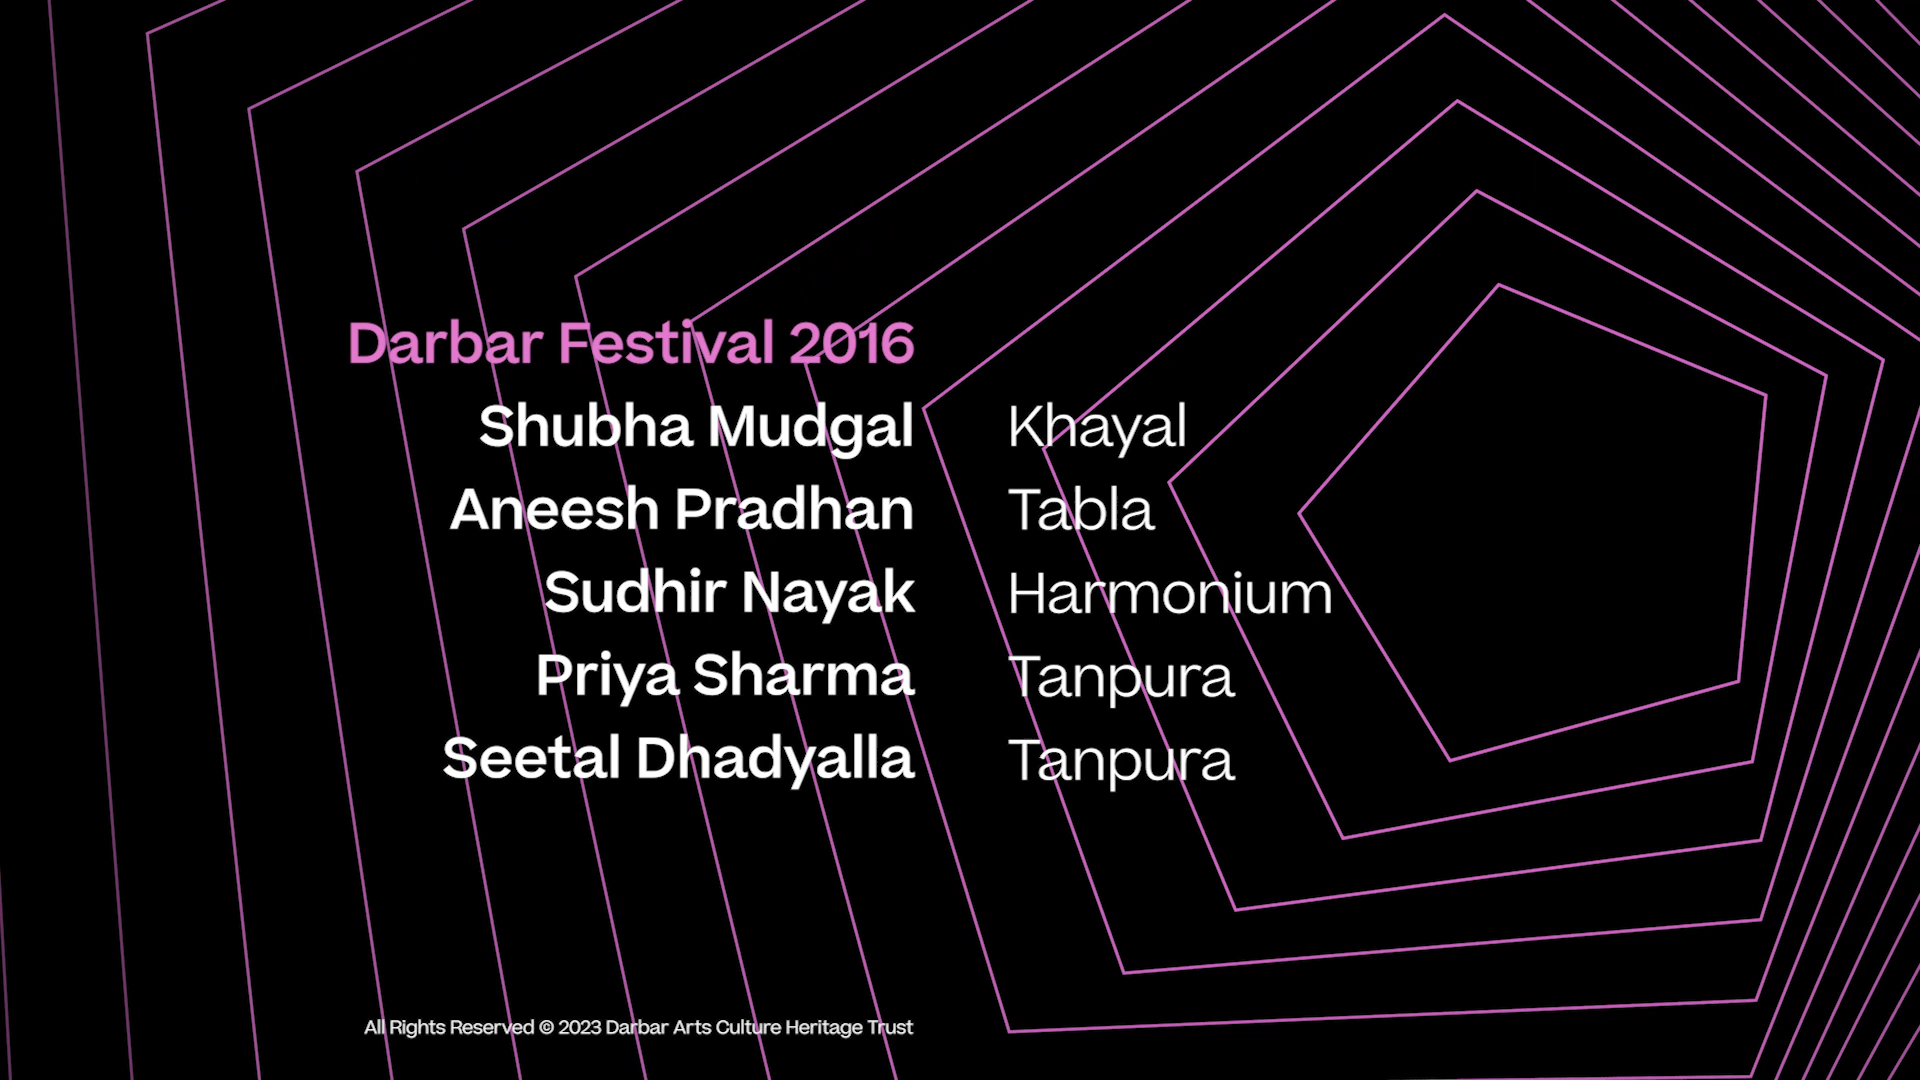 Darbar Festival 2016
Shubha Mudgal Khayal
Aneesh Pradhan Tabla
Sudhir Nayak Harmonium
Priya Sharma Tanpura
Seetal Dhadyalla Tanpura
All Rights Reserved © 2023 Darbar Arts Culture Heritage Trust